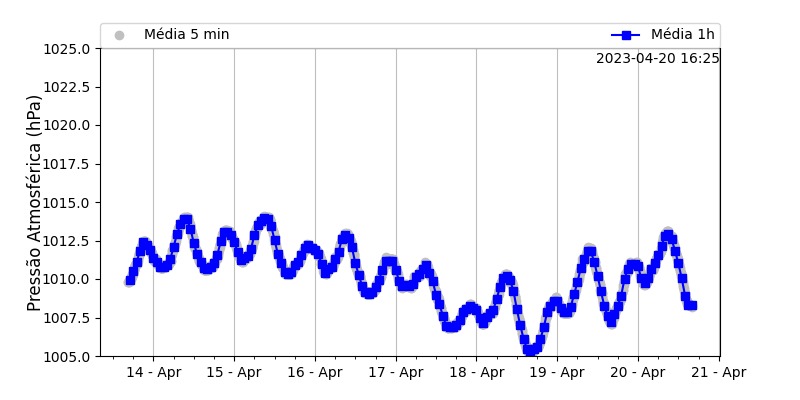 Média 5 min
Média 1h
2023-04-20 16:25
Pressão Atmosférica (hPa)
1025.0
1022.5
1020.0
1017.5
1015.0
1012.5
1010.0
1007.5
1005.0
14 - Apr
15 - Apr
16 - Apr
17 - Apr
18 - Apr
19 - Apr
20 - Apr
21 - Apr